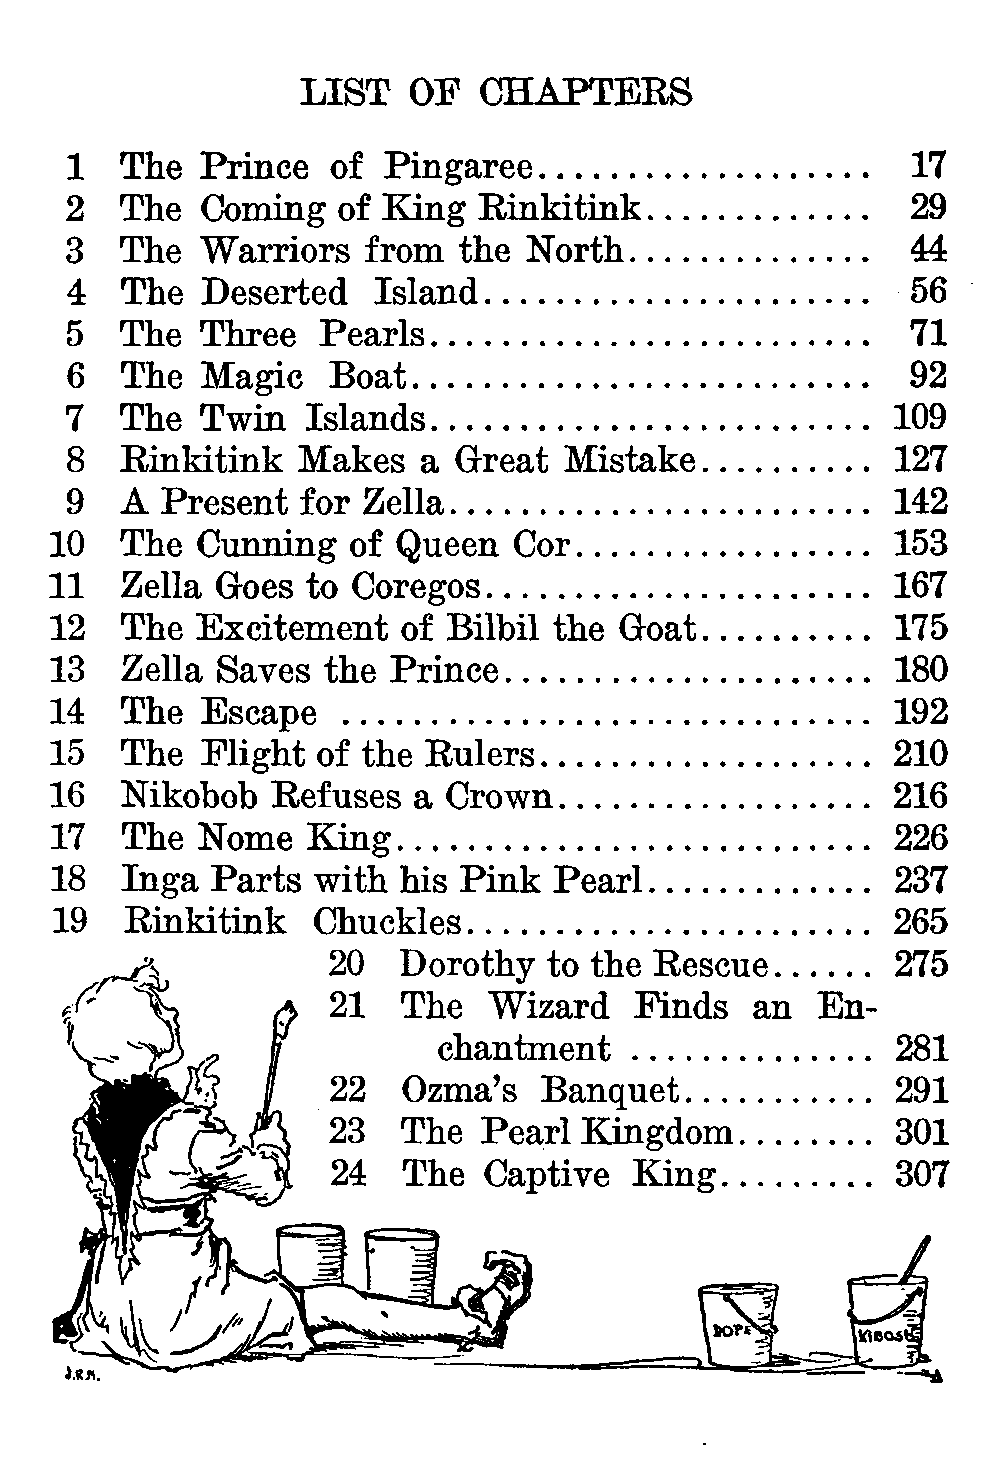 LIST OF CHAPTERS
1 The Prince of Pingaree................... 17
2 The Coming of King Rinkitink............. 29
3 The Warriors from the North.............. 44
4 The Deserted Island...................... 56
5 The Three Pearls......................... 71
6 The Magic Boat.......................... 92
7 The Twin Islands......................... 109
8 Rinkitink Makes a Great Mistake.......... 127
9 A Present for Zella........................ 142
10 The Cunning of Queen Cor................. 153
11 Zella Goes to Coregos...................... 167
12 The Excitement of Bilbil the Goat.......... 175
13 Zella Saves the Prince..................... 180
14 The Escape .............................. 192
15 The Flight of the Rulers................... 210
16 Nikobob Refuses a Crown.................. 216
17 The Nome King........................... 226
18 Inga Parts with his Pink Pearl............. 237
19 Rinkitink Chuckles....................... 265
20 Dorothy to the Rescue...... 275
21 The Wizard Finds an En-
chantment .............. 281
22 Ozma's Banquet........... 291
23 The Pearl Kingdom........ 301
24 The Captive King......... 307
DOPE
KIBOSH
J.R.N.